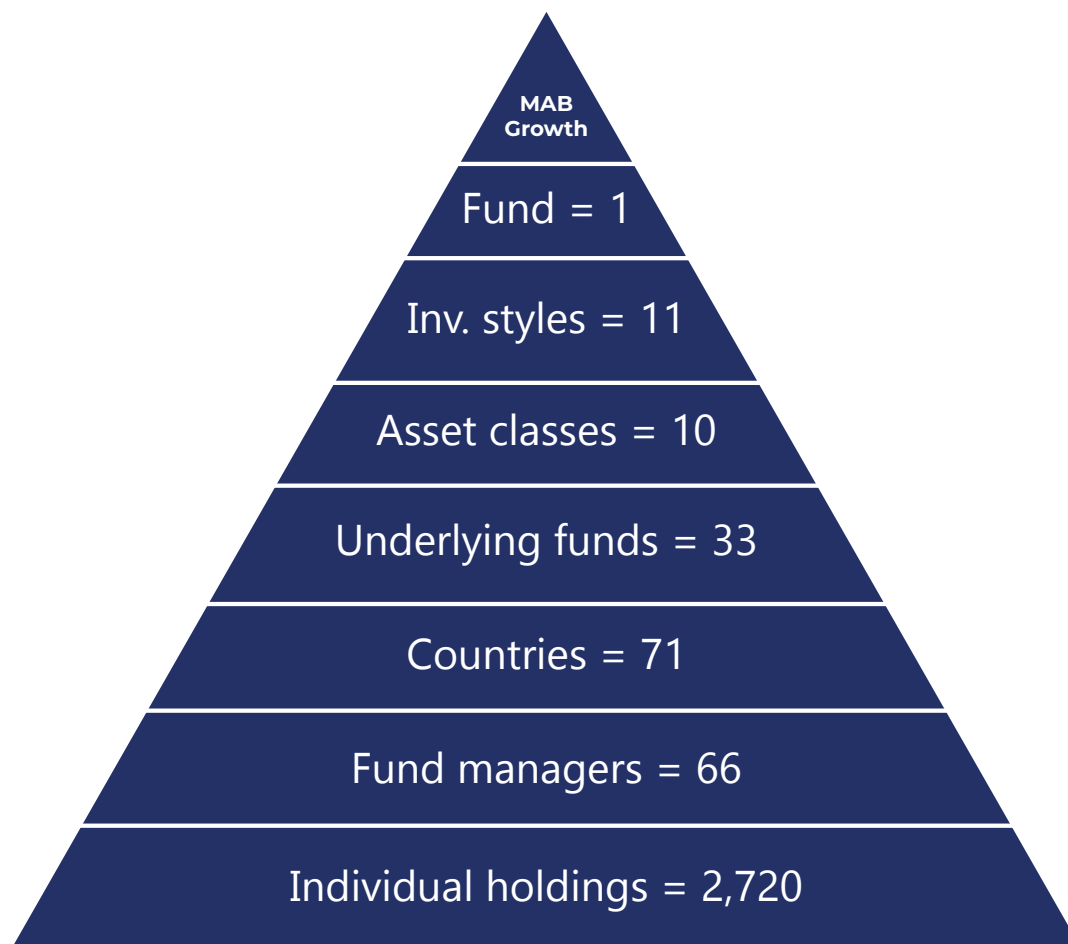 MAB
Growth
Fund = 1
Inv. styles = 11
Asset classes = 10
Underlying funds = 33
Countries = 71
Fund managers = 66
Individual holdings = 2,720